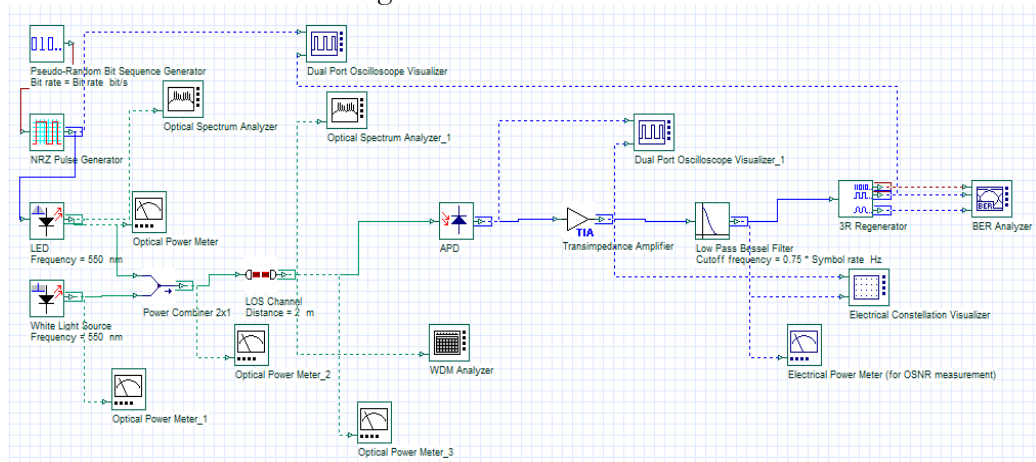 010..
Pseudo-Random Bit Sequence Generator
Bit rate = Bit rate bit/s
Dual Port Oscilloscope Visualizer
Optical Spectrum Analyzer
Optical Spectrum Analyzer_1
NRZ Pulse Generator
Dual Port Oscilloscope Visualizer_1
LED
Frequency = 550 nm
Optical Power Meter
APD
TIA
Transimpedance Amplifier
Low Pass Bessel Filter
Cutoff frequency = 0.75 * Symbol rate Hz
3R Regenerator
BER
BER Analyzer
White Light Source
Frequency = 550 nm
Power Combiner 2x1
LOS Channel
Distance = 2 m
Electrical Constellation Visualizer
Optical Power Meter_2
WDM Analyzer
Electrical Power Meter (for OSNR measurement)
Optical Power Meter_1
Optical Power Meter_3